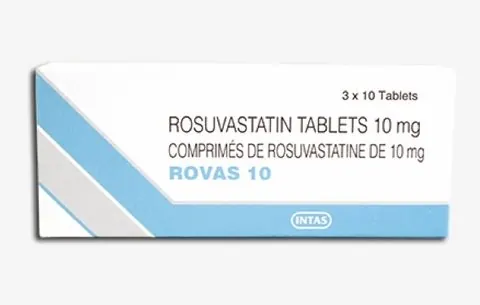 3 x 10 Tablets
ROSUVASTATIN TABLETS 10 mg
COMPRIMÉS DE ROSUVASTATINE DE 10 mg
ROVAS 10
INTAS